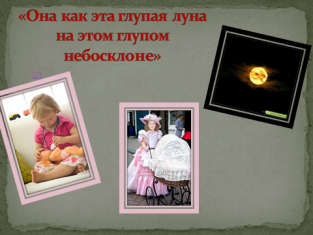 «Она как эта глупая луна
на этом глупом
небосклоне»